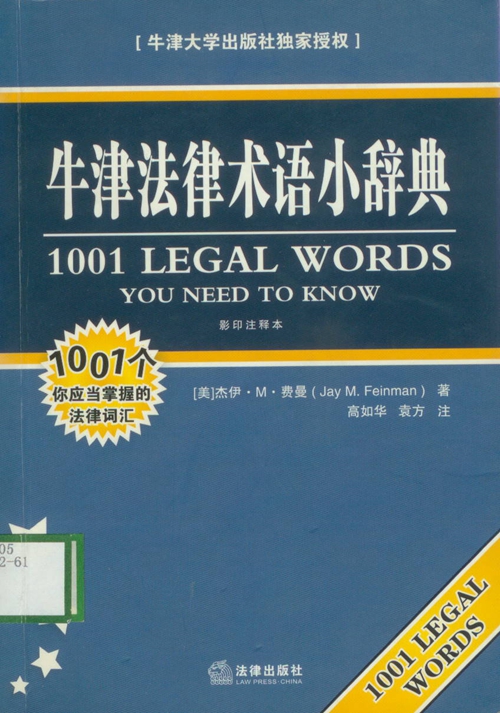 [ 牛津大学出版社独家授权 ]
牛津法律术语小辞典
1001 LEGAL WORDS
YOU NEED TO KNOW
影印注释本
1001个
你应当掌握的
法律词汇
[美]杰伊·M·费曼 ( Jay M. Feinman ) 著
高如华 袁方 注
05
2-61
1001 LEGAL
WORDS
法律出版社
LAW PRESS·CHINA